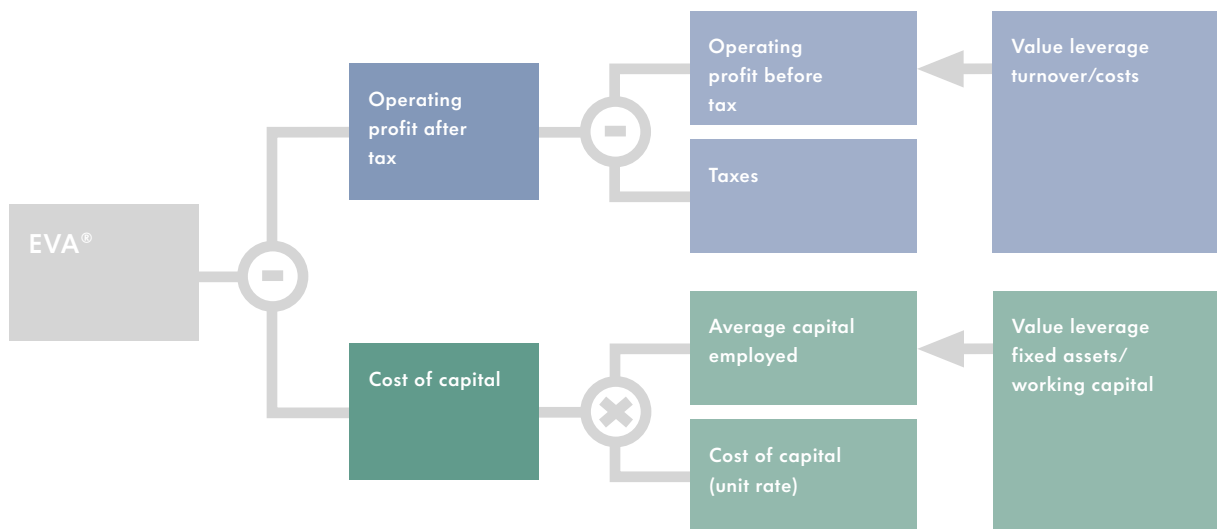 EVA®
Operating
profit after
tax
-
Cost of capital
Operating
profit before
tax
-
Taxes
Average capital
employed
×
Cost of capital
(unit rate)
Value leverage
turnover/costs
Value leverage
fixed assets/
working capital
-